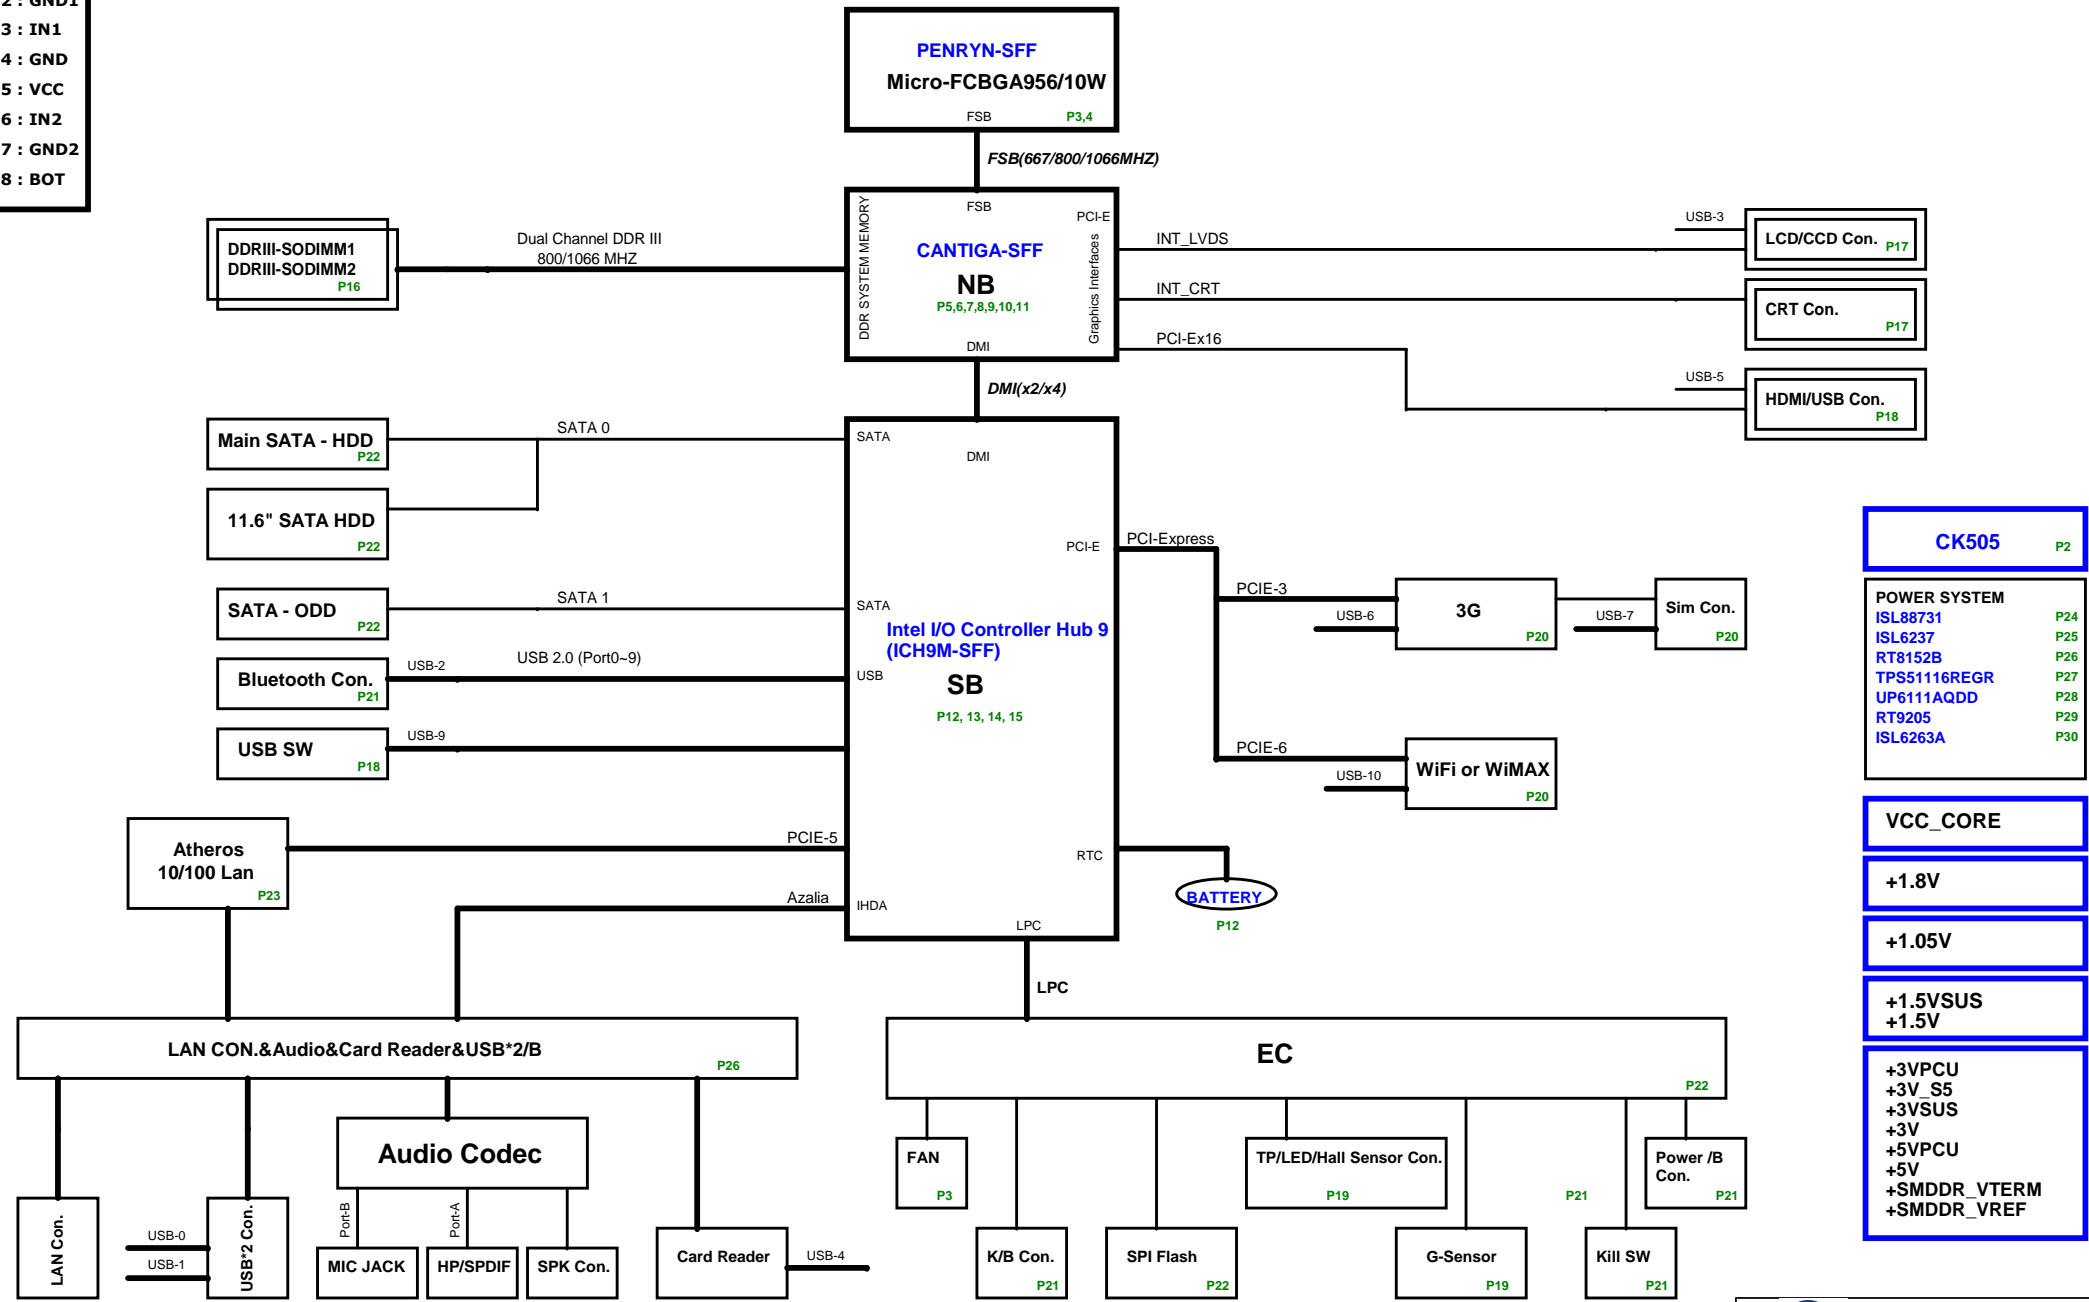 2 : GND1
3 : IN1
4 : GND
5 : VCC
6 : IN2
7 : GND2
8 : BOT
PENRYN-SFF
Micro-FCBGA956/10W
FSB
P3,4
FSB(667/800/1066MHZ)
FSB
DDR SYSTEM MEMORY
PCI-E
Graphics Interfaces
CANTIGA-SFF
NB
P5,6,7,8,9,10,11
DMI
DDRIII-SODIMM1
DDRIII-SODIMM2
P16
Dual Channel DDR III
800/1066 MHZ
INT_LVDS
INT_CRT
PCI-Ex16
USB-3
LCD/CCD Con.
P17
CRT Con.
P17
USB-5
HDMI/USB Con.
P18
DMI(x2/x4)
Main SATA - HDD
P22
SATA 0
SATA
DMI
11.6" SATA HDD
P22
SATA - ODD
P22
SATA 1
SATA
Bluetooth Con.
P21
USB-2
USB 2.0 (Port0~9)
USB
USB SW
P18
USB-9
Intel I/O Controller Hub 9
(ICH9M-SFF)
SB
P12, 13, 14, 15
PCI-E
PCI-Express
PCIE-3
USB-6
3G
P20
USB-7
Sim Con.
P20
PCIE-6
USB-10
WiFi or WiMAX
P20
Atheros
10/100 Lan
P23
PCIE-5
Azalia
IHDA
RTC
BATTERY
P12
LPC
LPC
CK505
P2
POWER SYSTEM
ISL88731 P24
ISL6237 P25
RT8152B P26
TPS51116REGR P27
UP6111AQDD P28
RT9205 P29
ISL6263A P30
VCC_CORE
+1.8V
+1.05V
+1.5VSUS
+1.5V
+3VPCU
+3V_S5
+3VSUS
+3V
+5VPCU
+5V
+SMDDR_VTERM
+SMDDR_VREF
LAN CON.&Audio&Card Reader&USB*2/B
P26
EC
P22
Audio Codec
Port-B
Port-A
LAN Con.
USB-0
USB-1
USB*2 Con.
MIC JACK
HP/SPDIF
SPK Con.
Card Reader
USB-4
FAN
P3
K/B Con.
P21
SPI Flash
P22
TP/LED/Hall Sensor Con.
P19
G-Sensor
P19
P21
Kill SW
P21
Power /B
Con.
P21